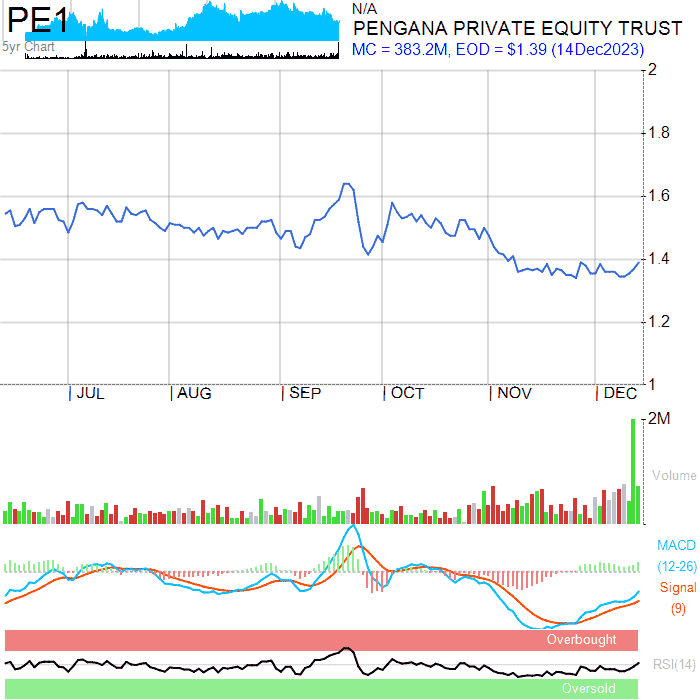 PE1
N/A
PENGANA PRIVATE EQUITY TRUST
5yr Chart
MC = 383.2M, EOD = $1.39 (14Dec2023)
2
1.8
1.6
1.4
1.2
1
JUL AUG SEP OCT NOV DEC
2M
Volume
MACD
(12-26)
Signal
(9)
Overbought
RSI(14)
Oversold